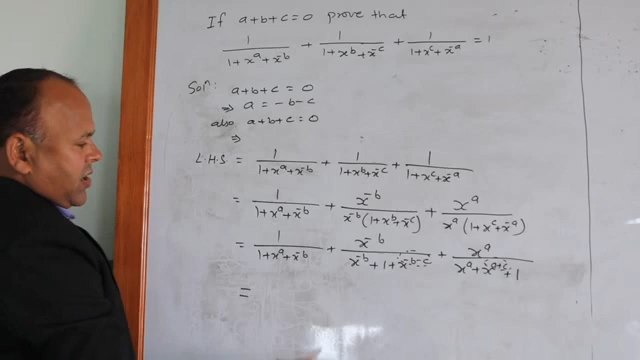 If a+b+c=0 prove that
1/(1+x^a+x^-b) + 1/(1+x^b+x^-c) + 1/(1+x^c+x^-a) = 1
Solⁿ: a+b+c = 0
⇒ a = -b-c
also a+b+c=0
⇒
L.H.S = 1/(1+x^a+x^-b) + 1/(1+x^b+x^-c) + 1/(1+x^c+x^-a)
= 1/(1+x^a+x^-b) + x^-b/(x^-b(1+x^b+x^-c)) + x^a/(x^a(1+x^c+x^-a))
= 1/(1+x^a+x^-b) + x^-b/(x^-b+1+x^-b-c) + x^a/(x^a+x^a+c+1)
=